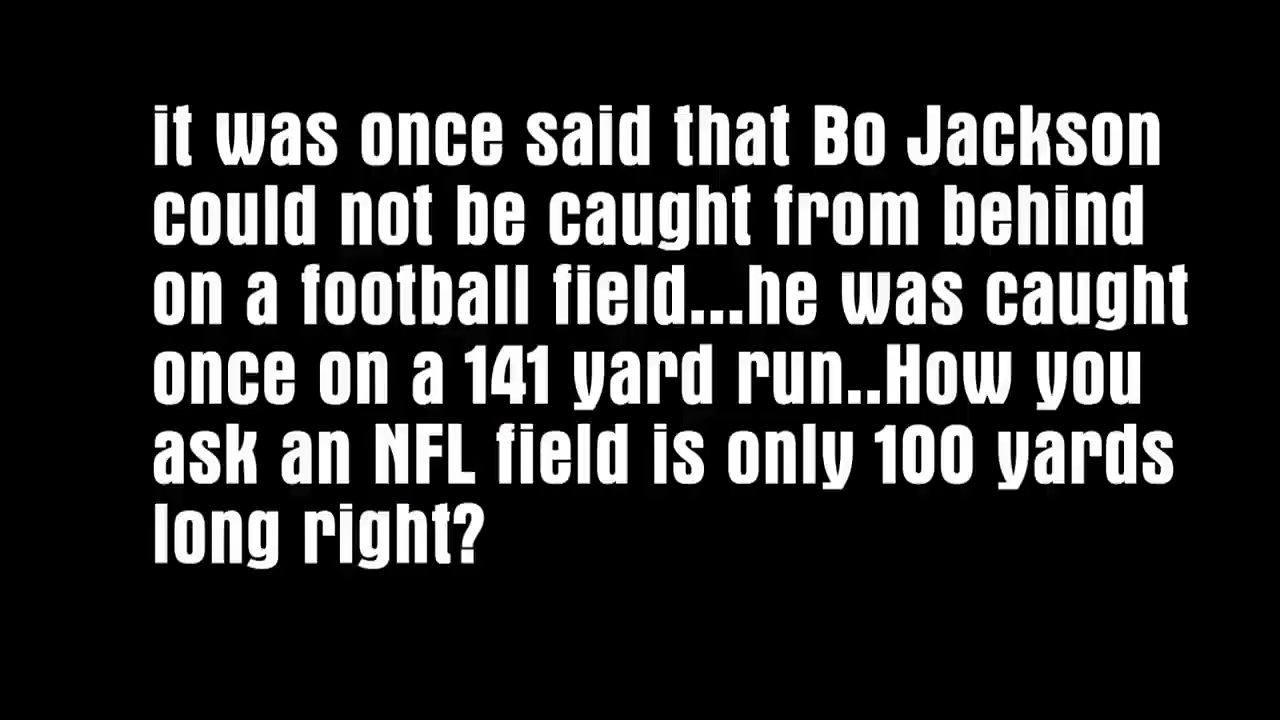 it was once said that Bo Jackson
could not be caught from behind
on a football field...he was caught
once on a 141 yard run..How you
ask an NFL field is only 100 yards
long right?